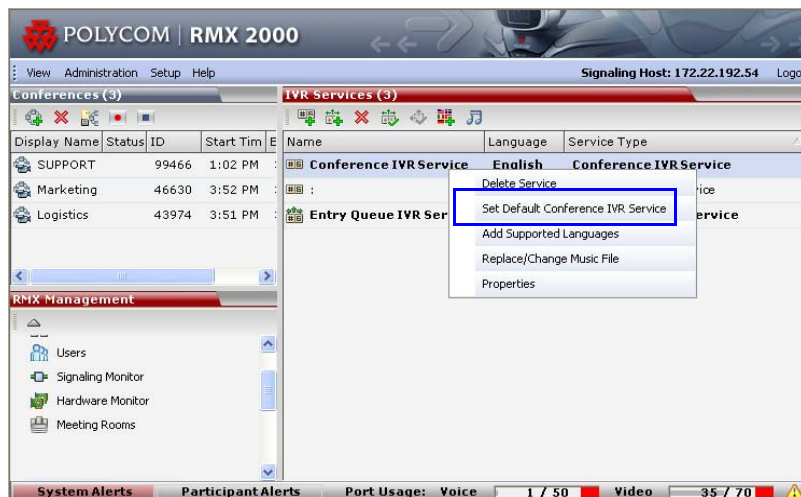 POLYCOM | RMX 2000
View Administration Setup Help Signaling Host: 172.22.192.54 Logo
Conferences (3)
Display Name Status ID Start Tim E
SUPPORT 99466 1:02 PM
Marketing 46630 3:52 PM
Logistics 43974 3:51 PM
IVR Services (3)
Name Language Service Type
Conference IVR Service English Conference IVR Service
: vice
Entry Queue IVR Ser ervice
Delete Service
Set Default Conference IVR Service
Add Supported Languages
Replace/Change Music File
Properties
RMX Management
Users
Signaling Monitor
Hardware Monitor
Meeting Rooms
System Alerts Participant Alerts Port Usage: Voice 1 / 50 Video 35 / 70